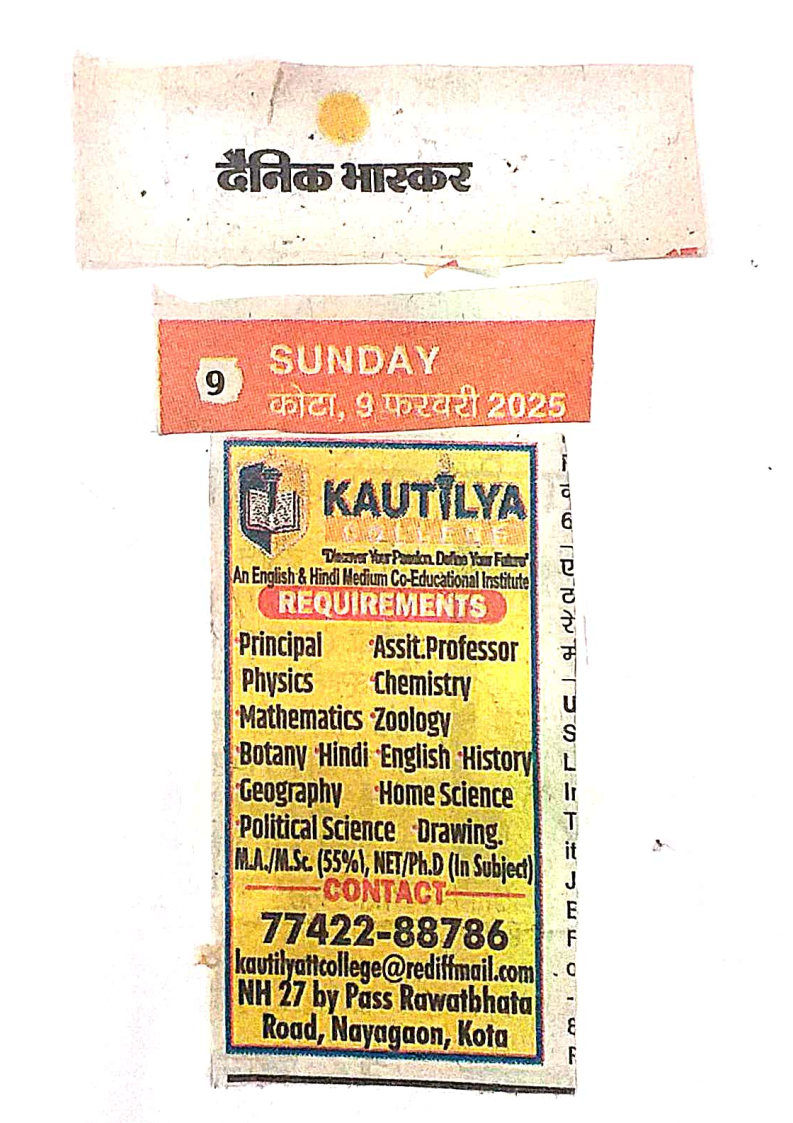 दैनिक भास्कर
9
SUNDAY
कोटा, 9 फरवरी 2025
KAUTILYA
COLLEGE
"Discover Your Passion. Define Your Future"
An English & Hindi Medium Co-Educational Institute
REQUIREMENTS
•Principal •Assit.Professor
Physics •Chemistry
•Mathematics •Zoology
•Botany •Hindi •English •History
•Geography •Home Science
•Political Science •Drawing.
M.A./M.Sc. (55%), NET/Ph.D (In Subject)
CONTACT
77422-88786
kautilyattcollege@rediffmail.com
NH 27 by Pass Rawatbhata
Road, Nayagaon, Kota